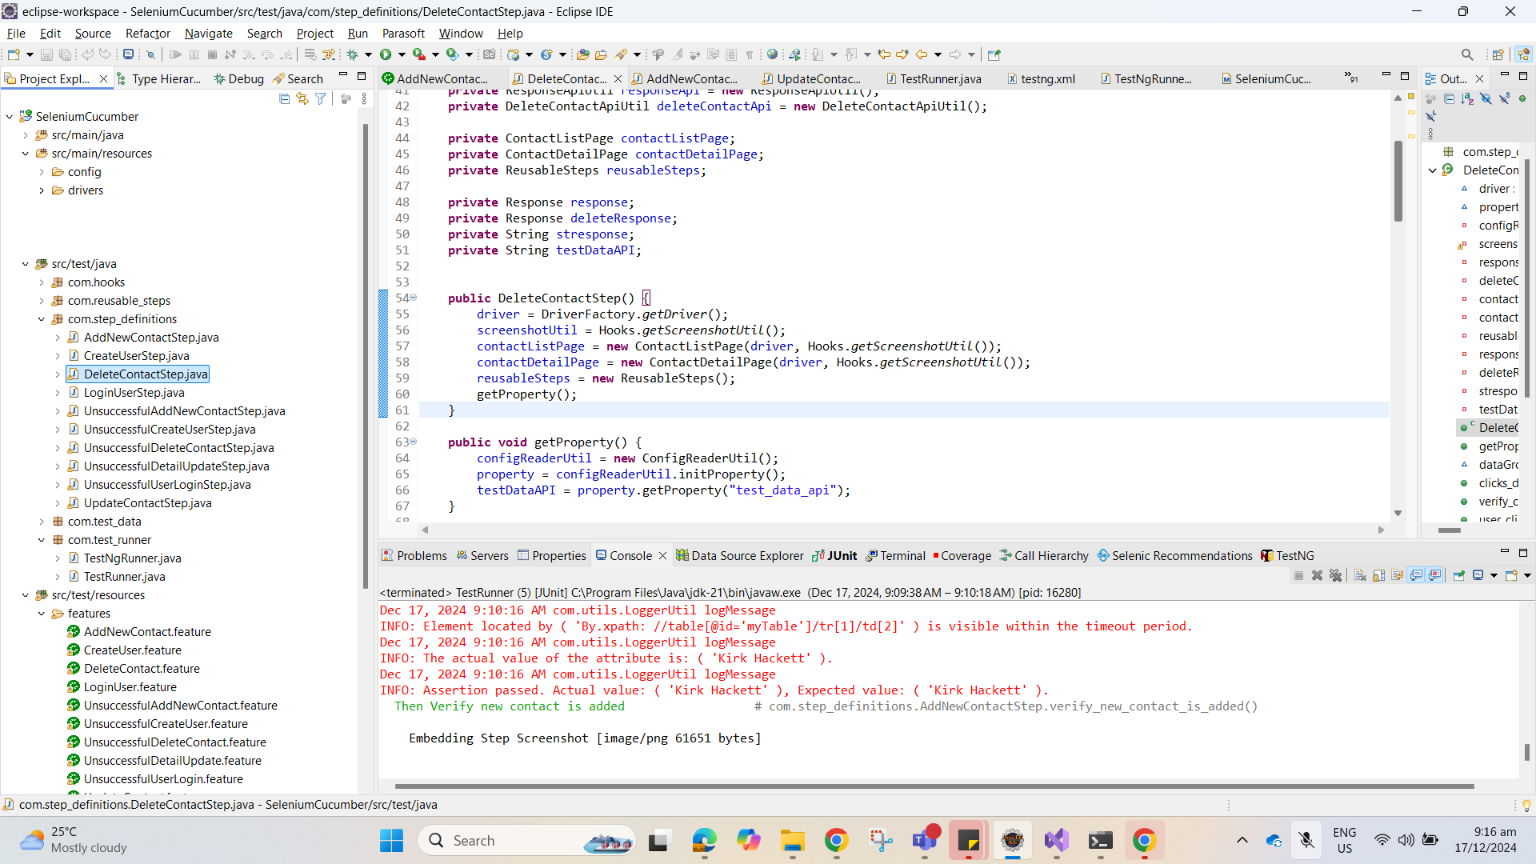 eclipse-workspace - SeleniumCucumber/src/test/java/com/step_definitions/DeleteContactStep.java - Eclipse IDE
File Edit Source Refactor Navigate Search Project Run Parasoft Window Help
Project Expl... Type Hierar... Debug Search
AddNewContac... DeleteContac... AddNewContac... UpdateContac... TestRunner.java testng.xml TestNgRunne... SeleniumCuc... »91
Out...
SeleniumCucumber
src/main/java
src/main/resources
config
drivers
src/test/java
com.hooks
com.reusable_steps
com.step_definitions
AddNewContactStep.java
CreateUserStep.java
DeleteContactStep.java
LoginUserStep.java
UnsuccessfulAddNewContactStep.java
UnsuccessfulCreateUserStep.java
UnsuccessfulDeleteContactStep.java
UnsuccessfulDetailUpdateStep.java
UnsuccessfulUserLoginStep.java
UpdateContactStep.java
com.test_data
com.test_runner
TestNgRunner.java
TestRunner.java
src/test/resources
features
AddNewContact.feature
CreateUser.feature
DeleteContact.feature
LoginUser.feature
UnsuccessfulAddNewContact.feature
UnsuccessfulCreateUser.feature
UnsuccessfulDeleteContact.feature
UnsuccessfulDetailUpdate.feature
UnsuccessfulUserLogin.feature
41 private ResponseApiUtil responseApi = new ResponseApiUtil();
42 private DeleteContactApiUtil deleteContactApi = new DeleteContactApiUtil();
43
44 private ContactListPage contactListPage;
45 private ContactDetailPage contactDetailPage;
46 private ReusableSteps reusableSteps;
47
48 private Response response;
49 private Response deleteResponse;
50 private String stresponse;
51 private String testDataAPI;
52
53
54 public DeleteContactStep() {
55 driver = DriverFactory.getDriver();
56 screenshotUtil = Hooks.getScreenshotUtil();
57 contactListPage = new ContactListPage(driver, Hooks.getScreenshotUtil());
58 contactDetailPage = new ContactDetailPage(driver, Hooks.getScreenshotUtil());
59 reusableSteps = new ReusableSteps();
60 getProperty();
61 }
62
63 public void getProperty() {
64 configReaderUtil = new ConfigReaderUtil();
65 property = configReaderUtil.initProperty();
66 testDataAPI = property.getProperty("test_data_api");
67 }
68
com.step_d
DeleteCon
driver :
propert
configR
screens
respons
deleteC
contact
contact
reusabl
respons
deleteR
strespo
testDat
DeleteC
getProp
dataGro
clicks_d
verify_c
user_cli
Problems Servers Properties Console Data Source Explorer JUnit Terminal Coverage Call Hierarchy Selenic Recommendations TestNG
<terminated> TestRunner (5) [JUnit] C:\Program Files\Java\jdk-21\bin\javaw.exe (Dec 17, 2024, 9:09:38 AM – 9:10:18 AM) [pid: 16280]
Dec 17, 2024 9:10:16 AM com.utils.LoggerUtil logMessage
INFO: Element located by ( 'By.xpath: //table[@id='myTable']/tr[1]/td[2]' ) is visible within the timeout period.
Dec 17, 2024 9:10:16 AM com.utils.LoggerUtil logMessage
INFO: The actual value of the attribute is: ( 'Kirk Hackett' ).
Dec 17, 2024 9:10:16 AM com.utils.LoggerUtil logMessage
INFO: Assertion passed. Actual value: ( 'Kirk Hackett' ), Expected value: ( 'Kirk Hackett' ).
Then Verify new contact is added # com.step_definitions.AddNewContactStep.verify_new_contact_is_added()
Embedding Step Screenshot [image/png 61651 bytes]
com.step_definitions.DeleteContactStep.java - SeleniumCucumber/src/test/java
25°C
Mostly cloudy
Search
ENG
US
9:16 am
17/12/2024